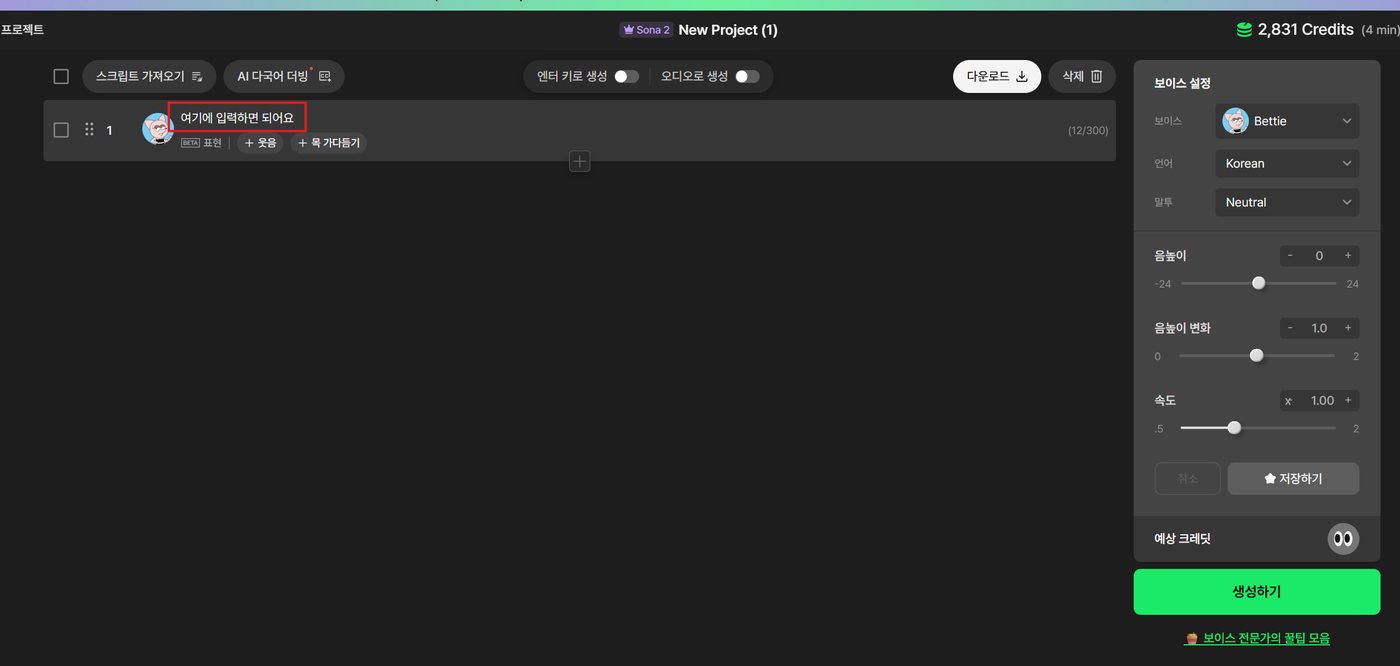 프로젝트
Sona 2 New Project (1)
2,831 Credits (4 min)
스크립트 가져오기
AI 다국어 더빙
엔터 키로 생성
오디오로 생성
다운로드
삭제
1
여기에 입력하면 되어요
BETA 표현 | + 웃음 + 목 가다듬기
(12/300)
+
보이스 설정
보이스 Bettie
언어 Korean
말투 Neutral
음높이 - 0 +
-24 24
음높이 변화 - 1.0 +
0 2
속도 x 1.00 +
.5 2
취소 저장하기
예상 크레딧
생성하기
보이스 전문가의 꿀팁 모음